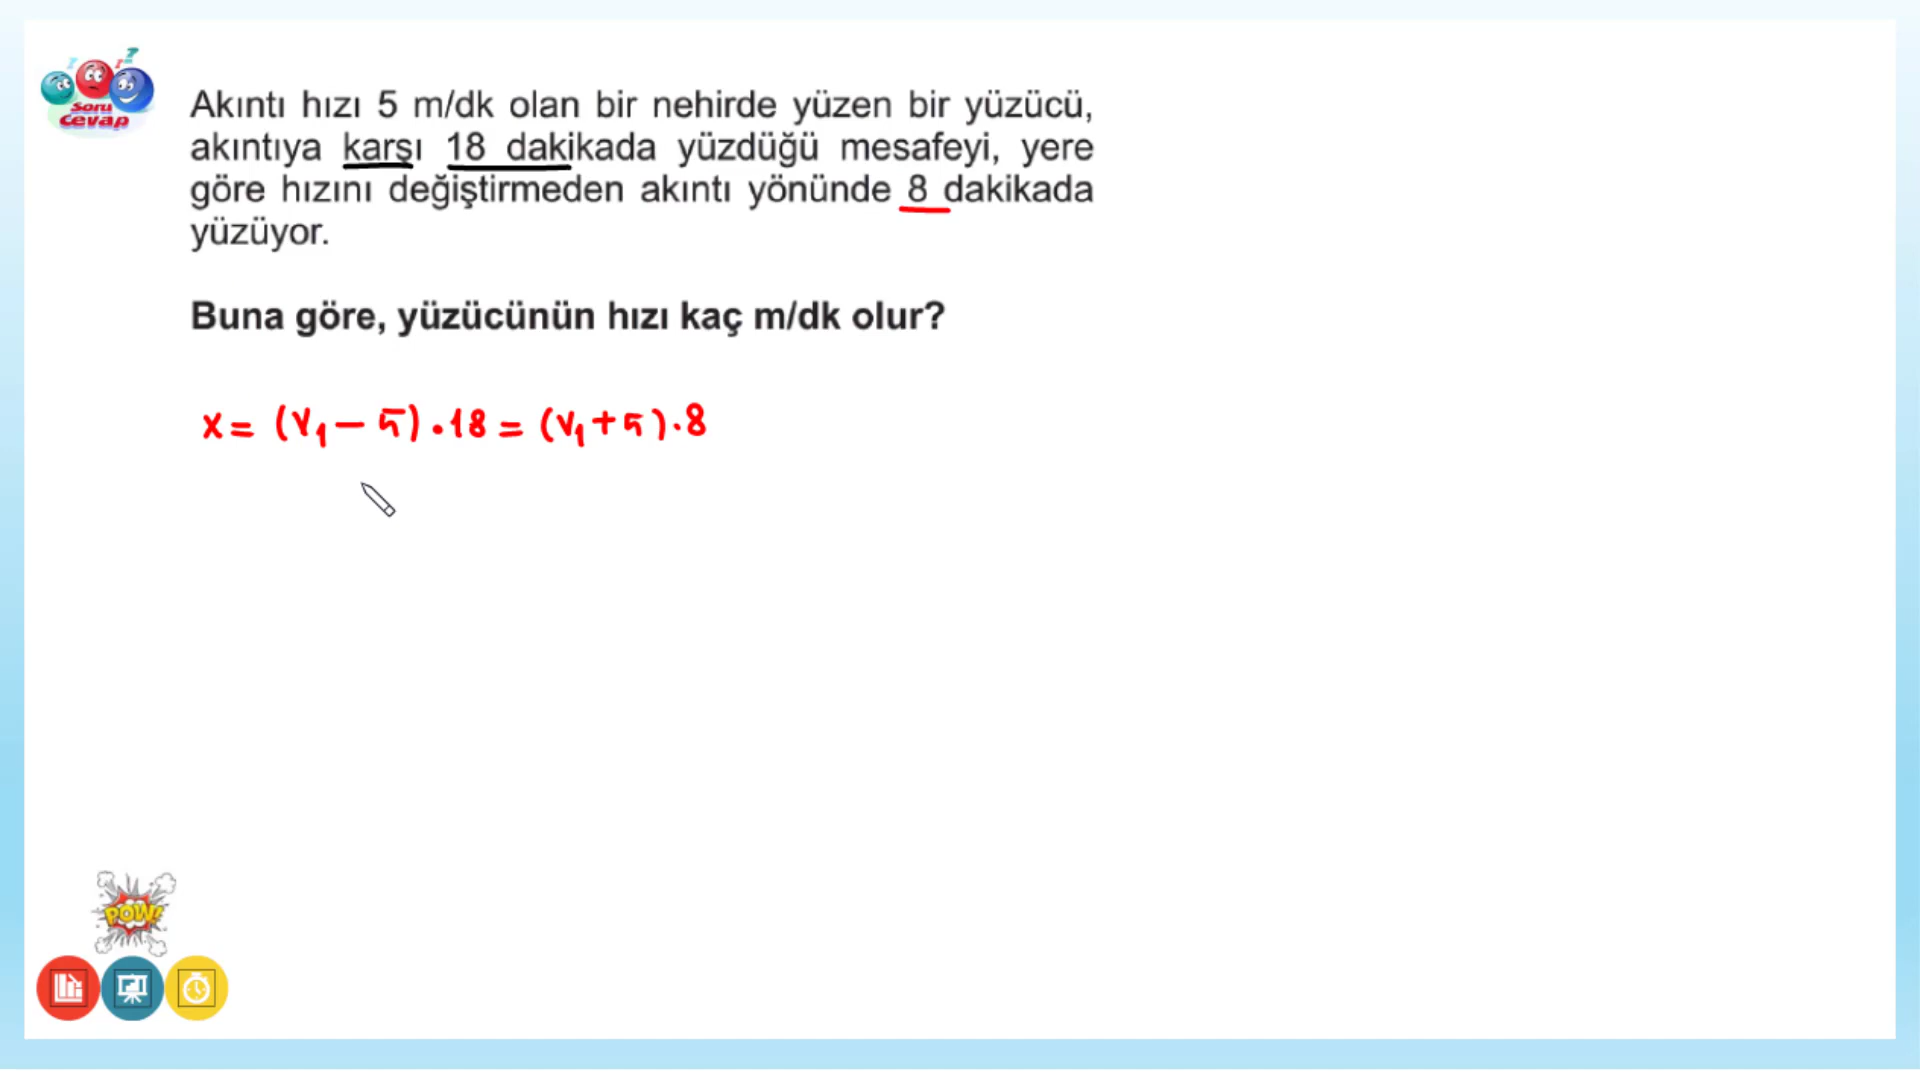 Soru
Cevap
Akıntı hızı 5 m/dk olan bir nehirde yüzen bir yüzücü,
akıntıya karşı 18 dakikada yüzdüğü mesafeyi, yere
göre hızını değiştirmeden akıntı yönünde 8 dakikada
yüzüyor.
Buna göre, yüzücünün hızı kaç m/dk olur?
x = (V₁ − 5) . 18 = (V₁ + 5) . 8
POW!